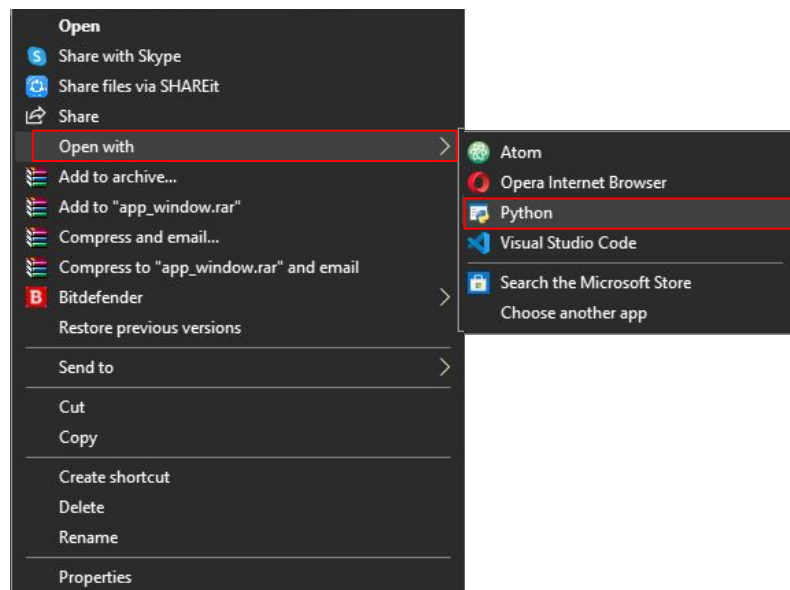 Open
Share with Skype
Share files via SHAREit
Share
Open with
Add to archive...
Add to "app_window.rar"
Compress and email...
Compress to "app_window.rar" and email
Bitdefender
Restore previous versions
Send to
Cut
Copy
Create shortcut
Delete
Rename
Properties
Atom
Opera Internet Browser
Python
Visual Studio Code
Search the Microsoft Store
Choose another app